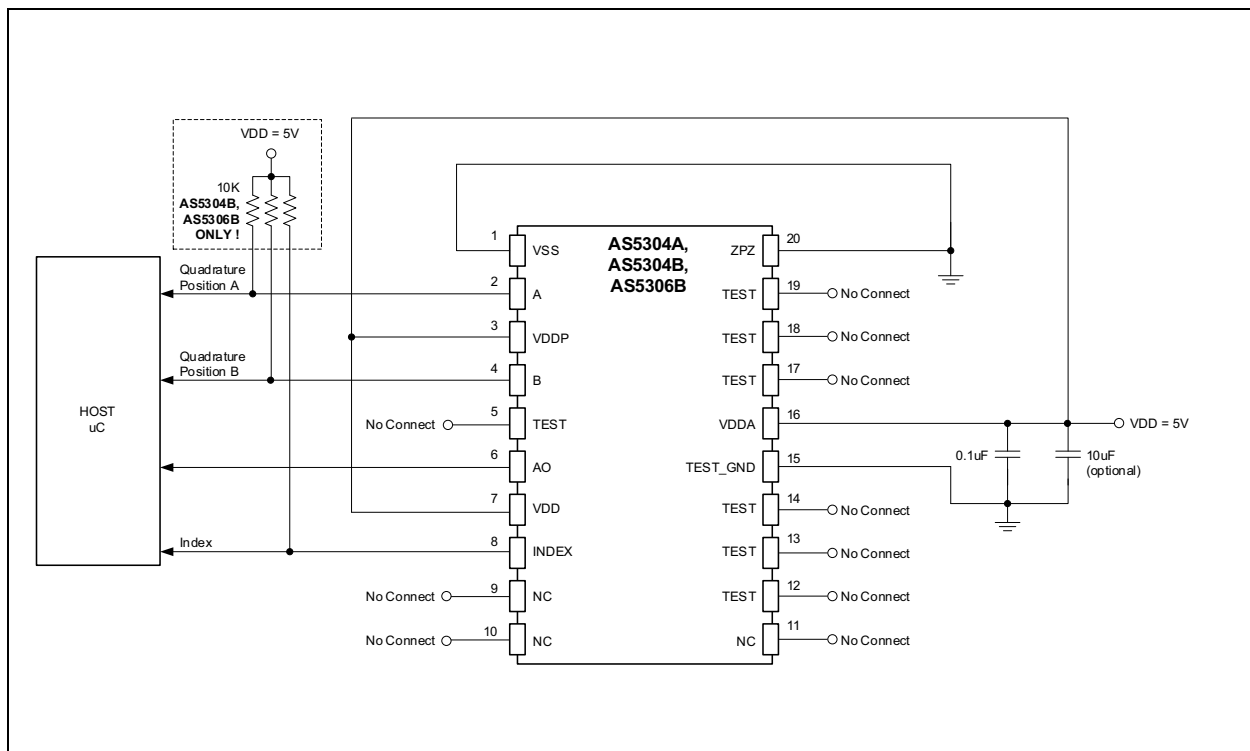 VDD = 5V
10K
AS5304B,
AS5306B
ONLY !
HOST
uC
Quadrature
Position A
Quadrature
Position B
Index
No Connect
No Connect
No Connect
AS5304A,
AS5304B,
AS5306B
1
VSS
2
A
3
VDDP
4
B
5
TEST
6
AO
7
VDD
8
INDEX
9
NC
10
NC
20
ZPZ
19
TEST
No Connect
18
TEST
No Connect
17
TEST
No Connect
16
VDDA
VDD = 5V
15
TEST_GND
0.1uF
10uF
(optional)
14
TEST
No Connect
13
TEST
No Connect
12
TEST
No Connect
11
NC
No Connect